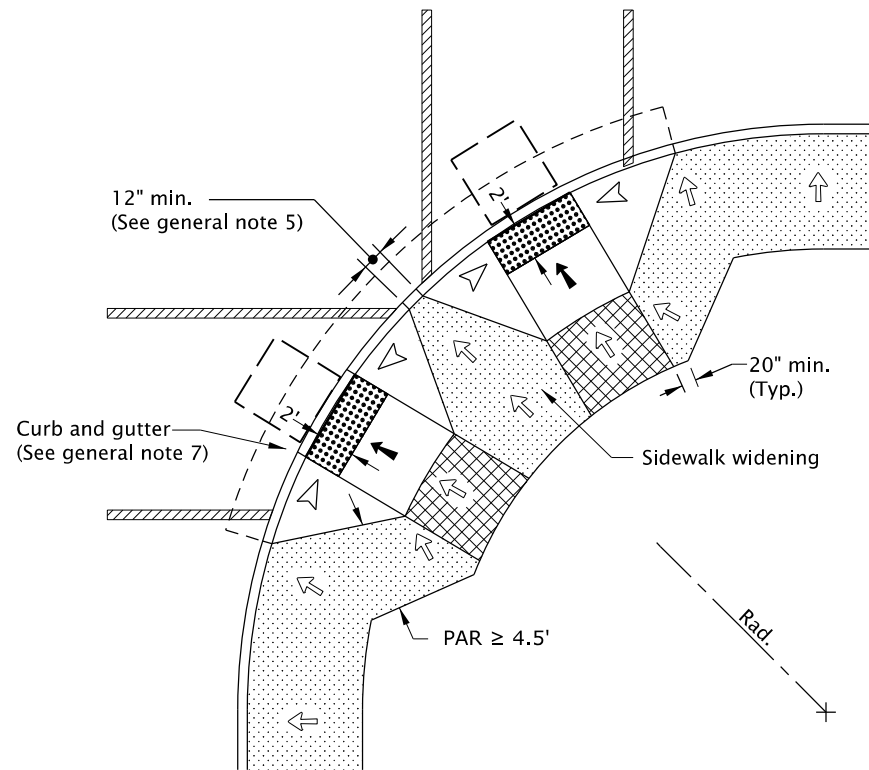 12" min.
(See general note 5)
2'
20" min.
(Typ.)
2'
Curb and gutter
(See general note 7)
Sidewalk widening
Rad.
PAR ≥ 4.5'